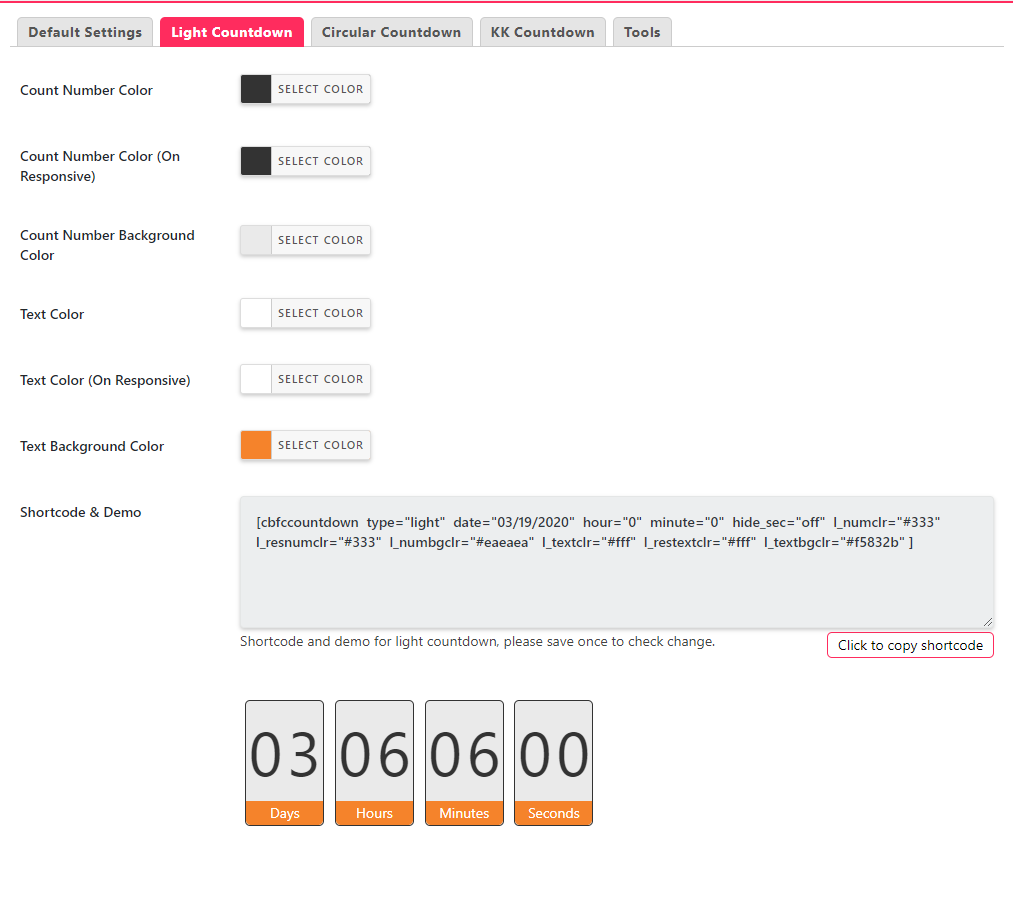 Default Settings
Light Countdown
Circular Countdown
KK Countdown
Tools
Count Number Color
SELECT COLOR
Count Number Color (On
Responsive)
SELECT COLOR
Count Number Background
Color
SELECT COLOR
Text Color
SELECT COLOR
Text Color (On Responsive)
SELECT COLOR
Text Background Color
SELECT COLOR
Shortcode & Demo
[cbfccountdown type="light" date="03/19/2020" hour="0" minute="0" hide_sec="off" l_numclr="#333"
l_resnumclr="#333" l_numbgclr="#eaeaea" l_textclr="#fff" l_restextclr="#fff" l_textbgclr="#f5832b" ]
Shortcode and demo for light countdown, please save once to check change.
Click to copy shortcode
03 06 06 00
Days Hours Minutes Seconds